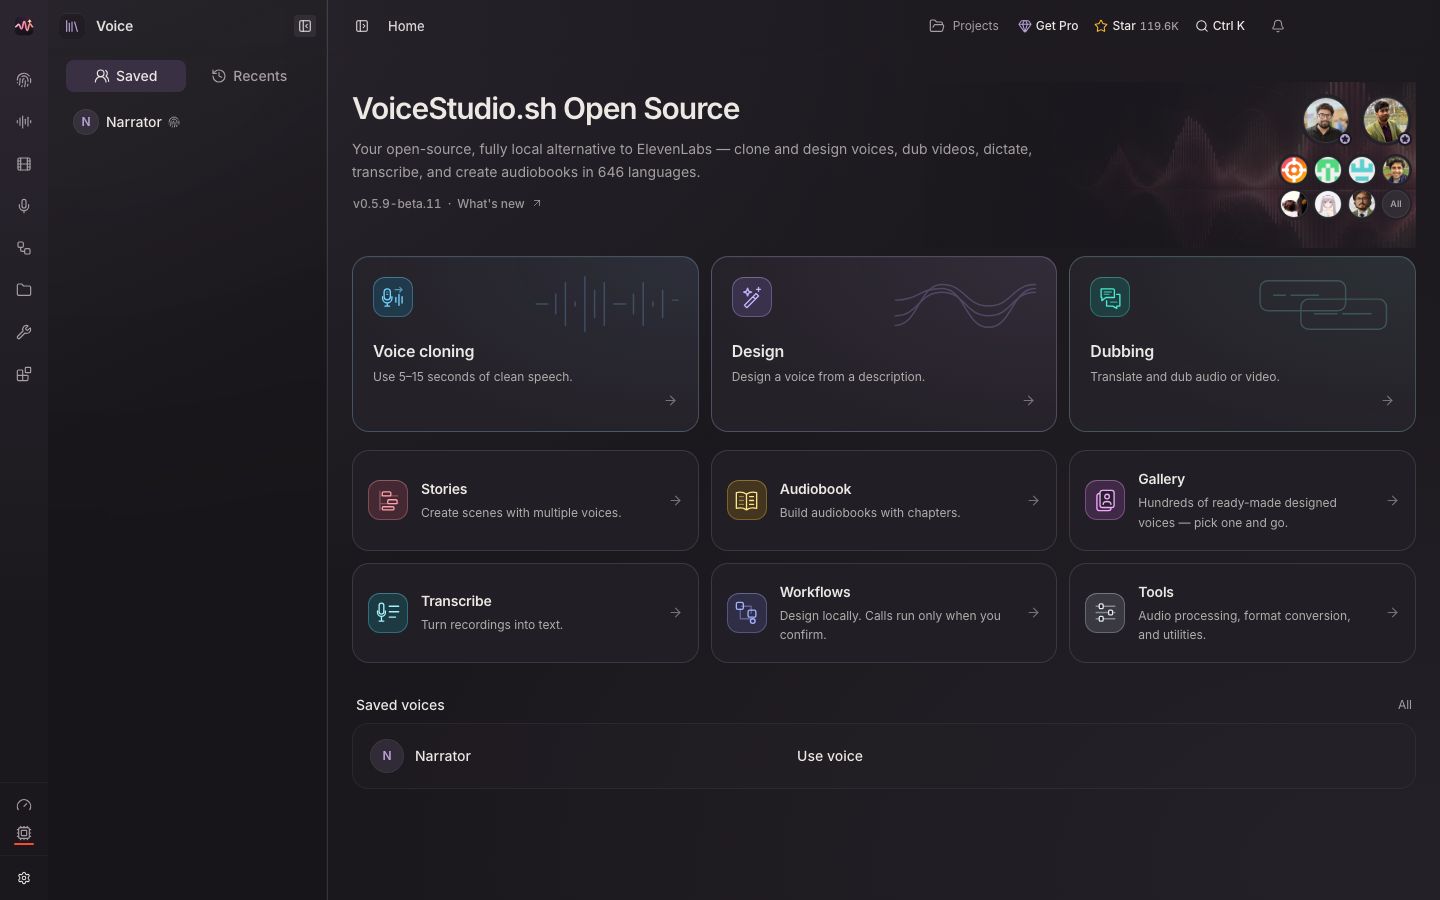 Voice
Home
Projects
Get Pro
Star 119.6K
Ctrl K
Saved
Recents
N Narrator
VoiceStudio.sh Open Source
Your open-source, fully local alternative to ElevenLabs — clone and design voices, dub videos, dictate,
transcribe, and create audiobooks in 646 languages.
v0.5.9-beta.11 · What's new
All
Voice cloning
Use 5–15 seconds of clean speech.
Design
Design a voice from a description.
Dubbing
Translate and dub audio or video.
Stories
Create scenes with multiple voices.
Audiobook
Build audiobooks with chapters.
Gallery
Hundreds of ready-made designed
voices — pick one and go.
Transcribe
Turn recordings into text.
Workflows
Design locally. Calls run only when you
confirm.
Tools
Audio processing, format conversion,
and utilities.
Saved voices
All
N Narrator
Use voice